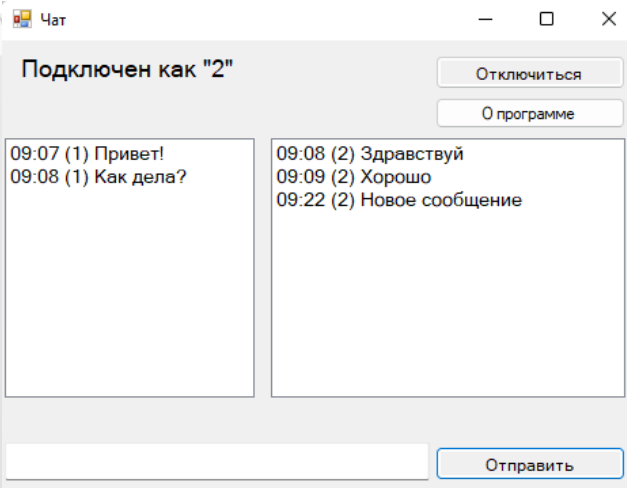 Чат
Подключен как "2"
Отключиться
О программе
09:07 (1) Привет!
09:08 (1) Как дела?
09:08 (2) Здравствуй
09:09 (2) Хорошо
09:22 (2) Новое сообщение
Отправить